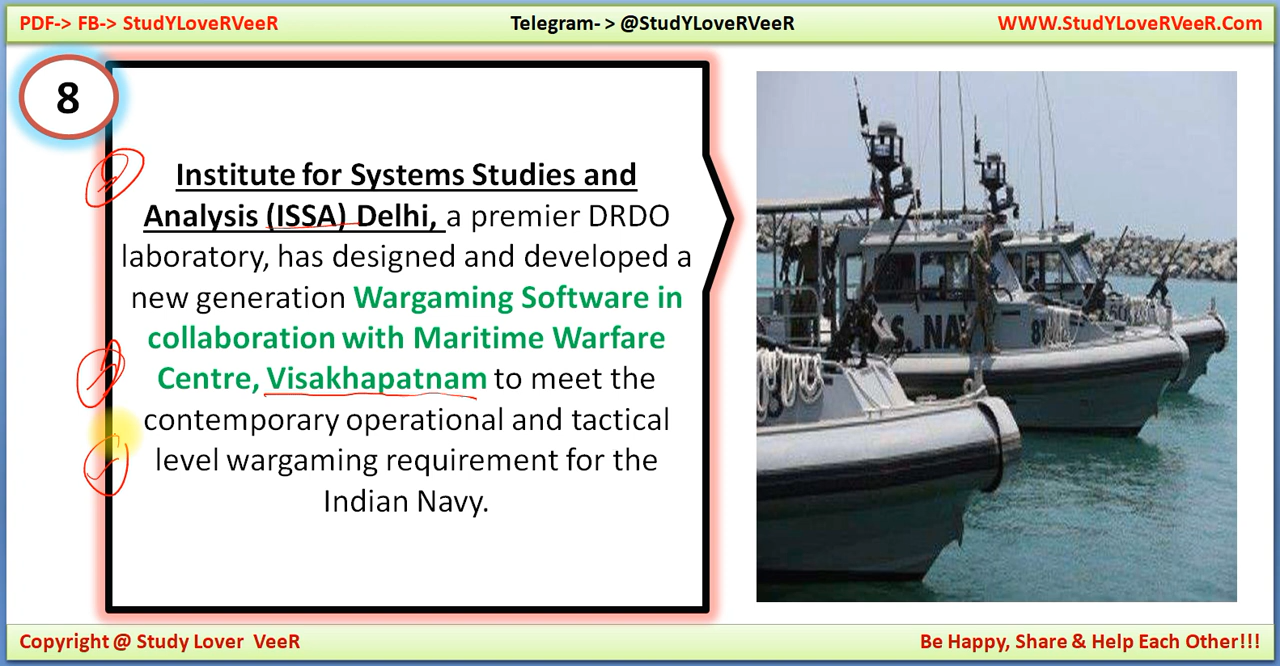 PDF-> FB-> StudYLoveRVeeR
Telegram- > @StudYLoveRVeeR
WWW.StudYLoverVeeR.Com
8
Institute for Systems Studies and
Analysis (ISSA) Delhi, a premier DRDO
laboratory, has designed and developed a
new generation Wargaming Software in
collaboration with Maritime Warfare
Centre, Visakhapatnam to meet the
contemporary operational and tactical
level wargaming requirement for the
Indian Navy.
Copyright @ Study Lover VeeR
Be Happy, Share & Help Each Other!!!